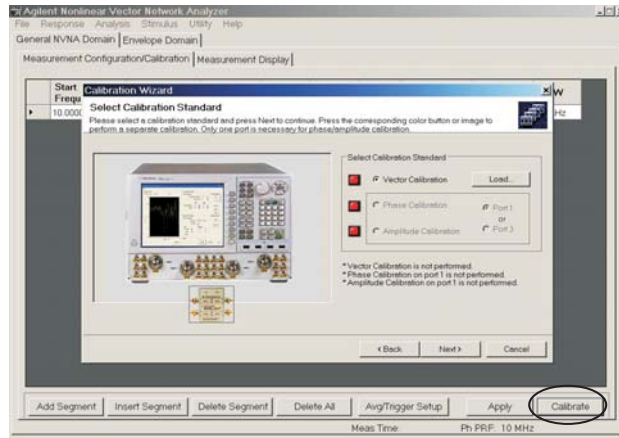 Agilent Nonlinear Vector Network Analyzer
File Response Analysis Stimulus Utility Help
General NVNA Domain Envelope Domain
Measurement Configuration/Calibration Measurement Display
Start
Frequ
Calibration Wizard
Select Calibration Standard
Please select a calibration standard and press Next to continue. Press the corresponding color button or image to
perform a separate calibration. Only one port is necessary for phase/amplitude calibration.
10.000
Hz
Select Calibration Standard
Vector Calibration Load...
Phase Calibration Port 1
or
Amplitude Calibration Port 3
*Vector Calibration is not performed.
*Phase Calibration on port 1 is not performed.
*Amplitude Calibration on port 1 is not performed.
< Back Next > Cancel
Add Segment Insert Segment Delete Segment Delete All Avg/Trigger Setup Apply Calibrate
Meas Time: Ph PRF: 10 MHz